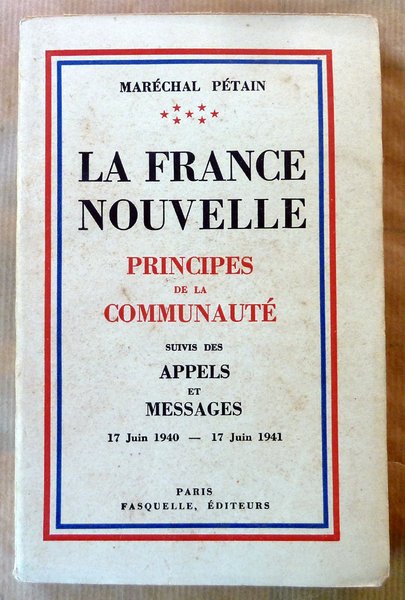 MARÉCHAL PÉTAIN
LA FRANCE
NOUVELLE
PRINCIPES
DE LA
COMMUNAUTÉ
SUIVIS DES
APPELS
ET
MESSAGES
17 Juin 1940 — 17 Juin 1941
PARIS
FASQUELLE, ÉDITEURS